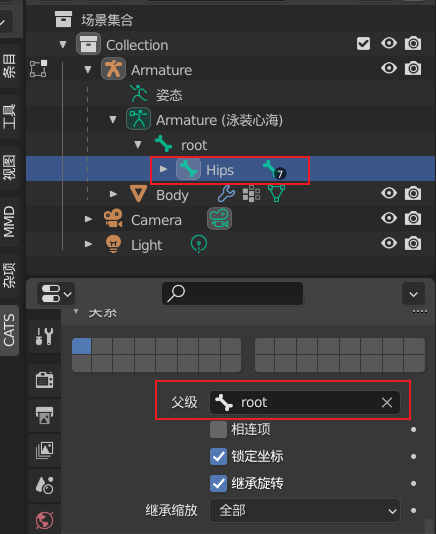 场景集合
Collection
Armature
姿态
Armature (泳装心海)
root
Hips
7
Body
Camera
Light
条目
工具
视图
MMD
杂项
CATS
关系
父级
root
相连项
锁定坐标
继承旋转
继承缩放
全部